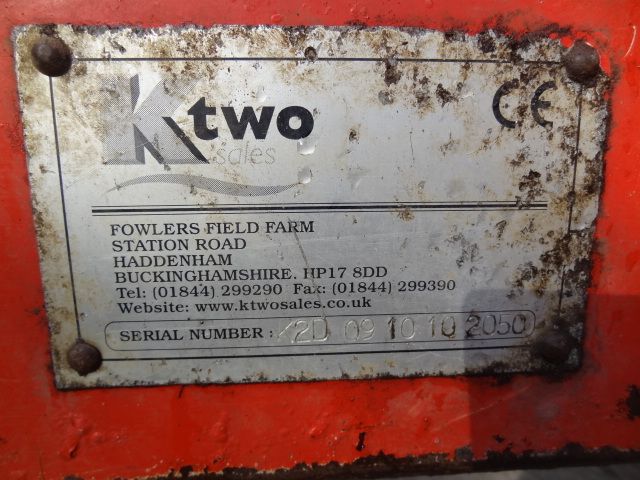 Ktwo
sales
CE
FOWLERS FIELD FARM
STATION ROAD
HADDENHAM
BUCKINGHAMSHIRE. HP17 8DD
Tel: (01844) 299290 Fax: (01844) 299390
Website: www.ktwosales.co.uk
SERIAL NUMBER : K2D 09 10 10 2050